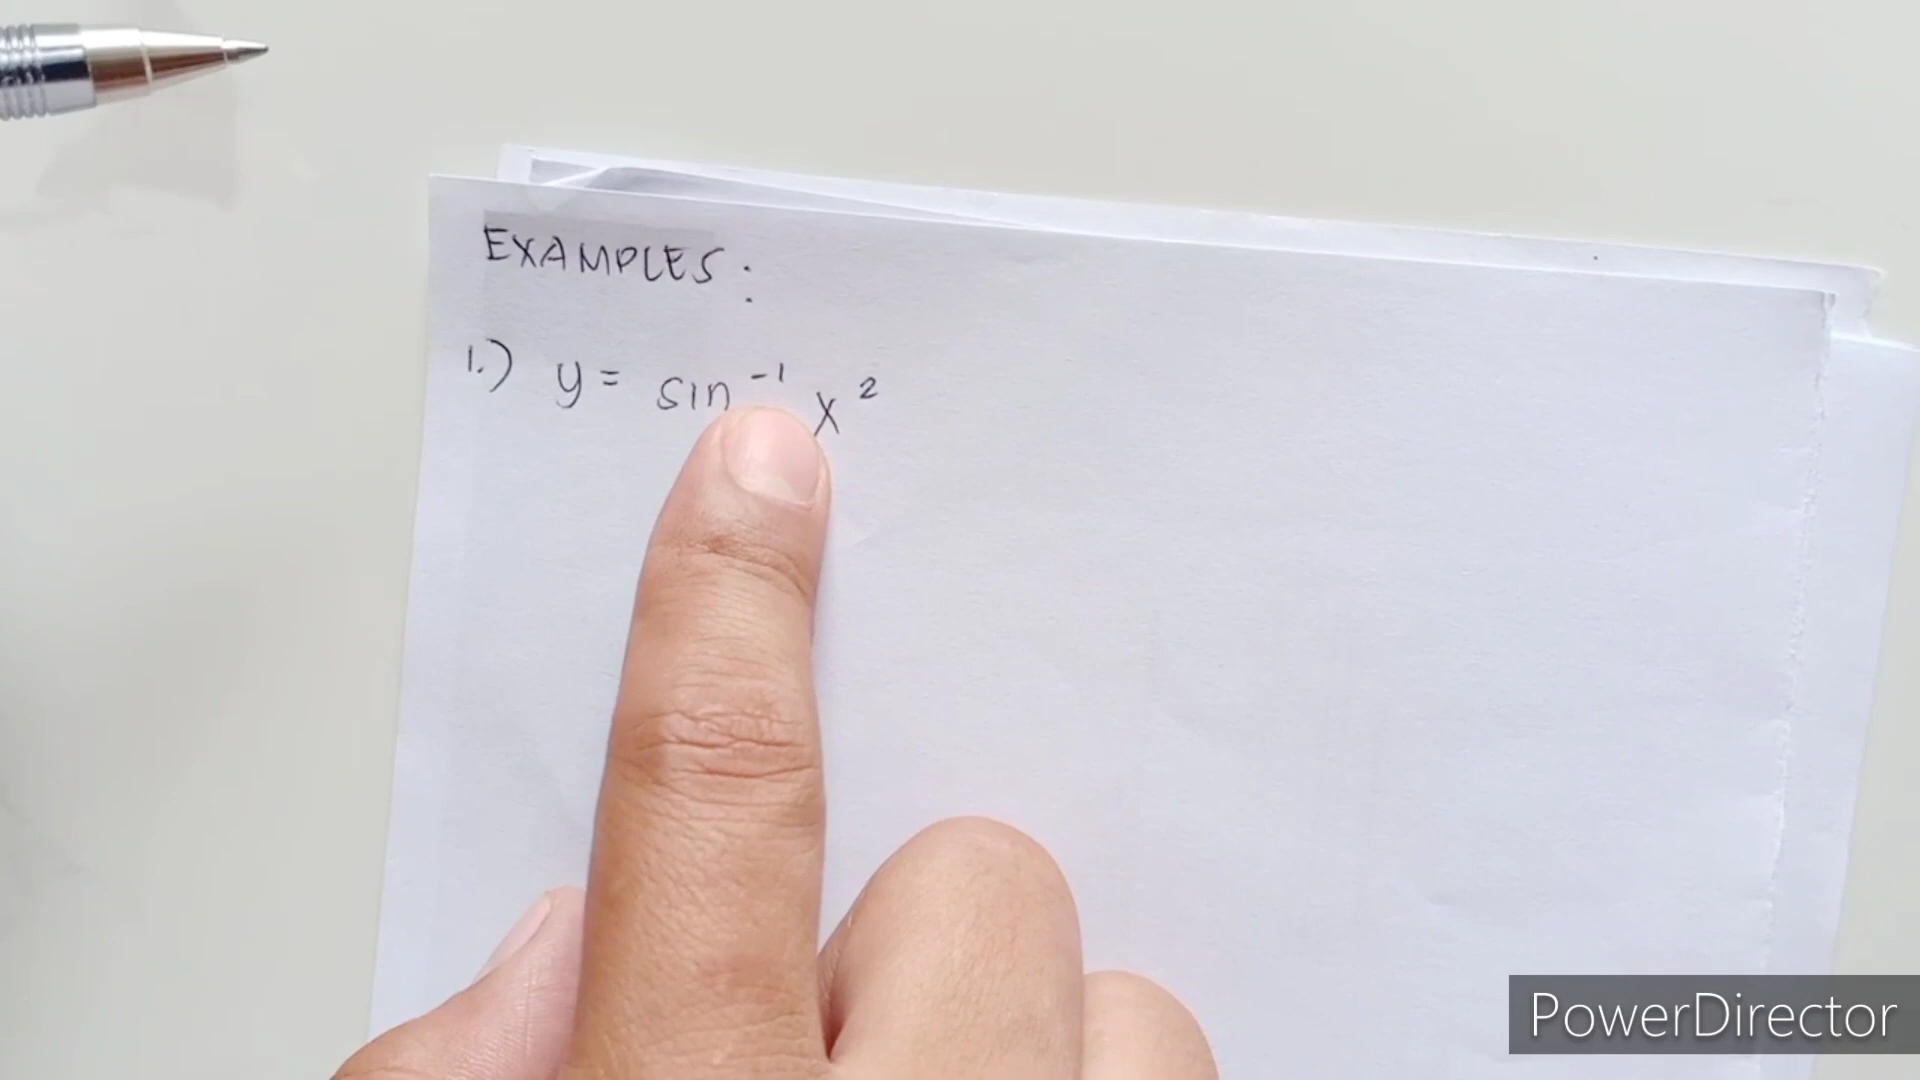 EXAMPLES:
1.) y = sin⁻¹ x²
PowerDirector